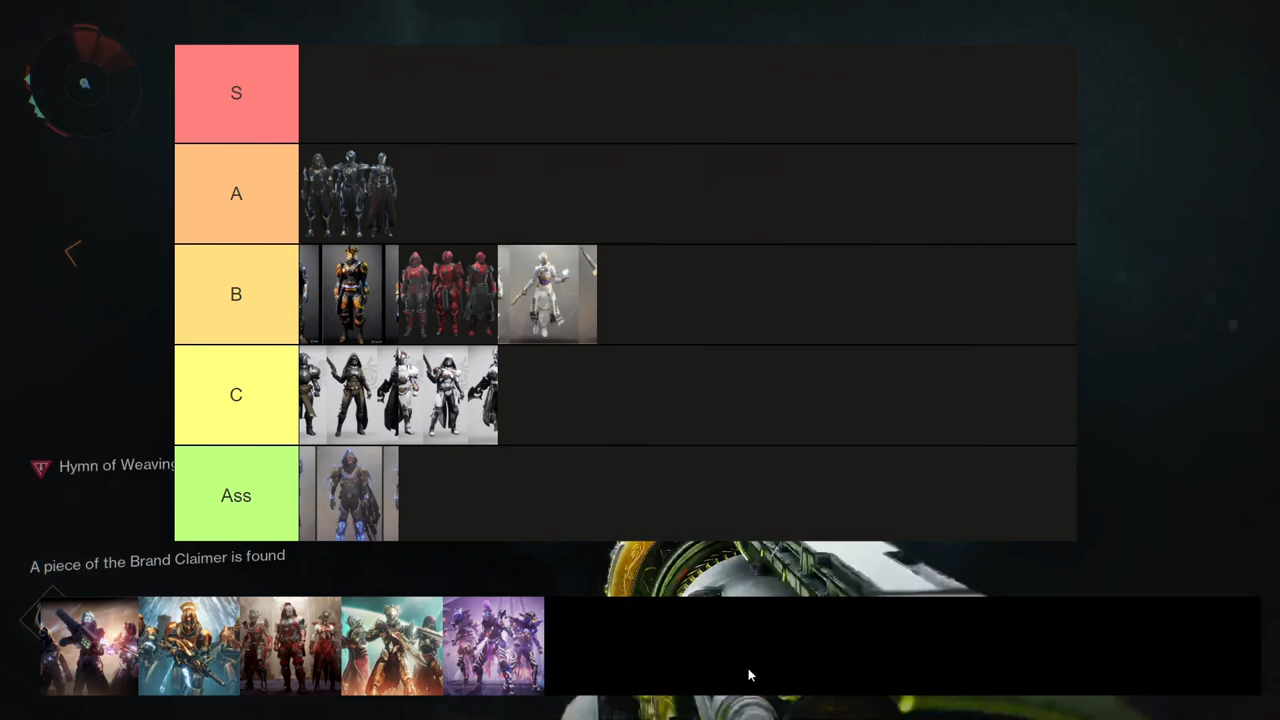 S
A
B
C
Hymn of Weaving
Ass
A piece of the Brand Claimer is found